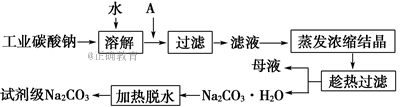 水 A
工业碳酸钠 溶解 过滤 滤液 蒸发浓缩结晶
@正确教育
母液 趁热过滤
试剂级Na₂CO₃ 加热脱水 Na₂CO₃·H₂O